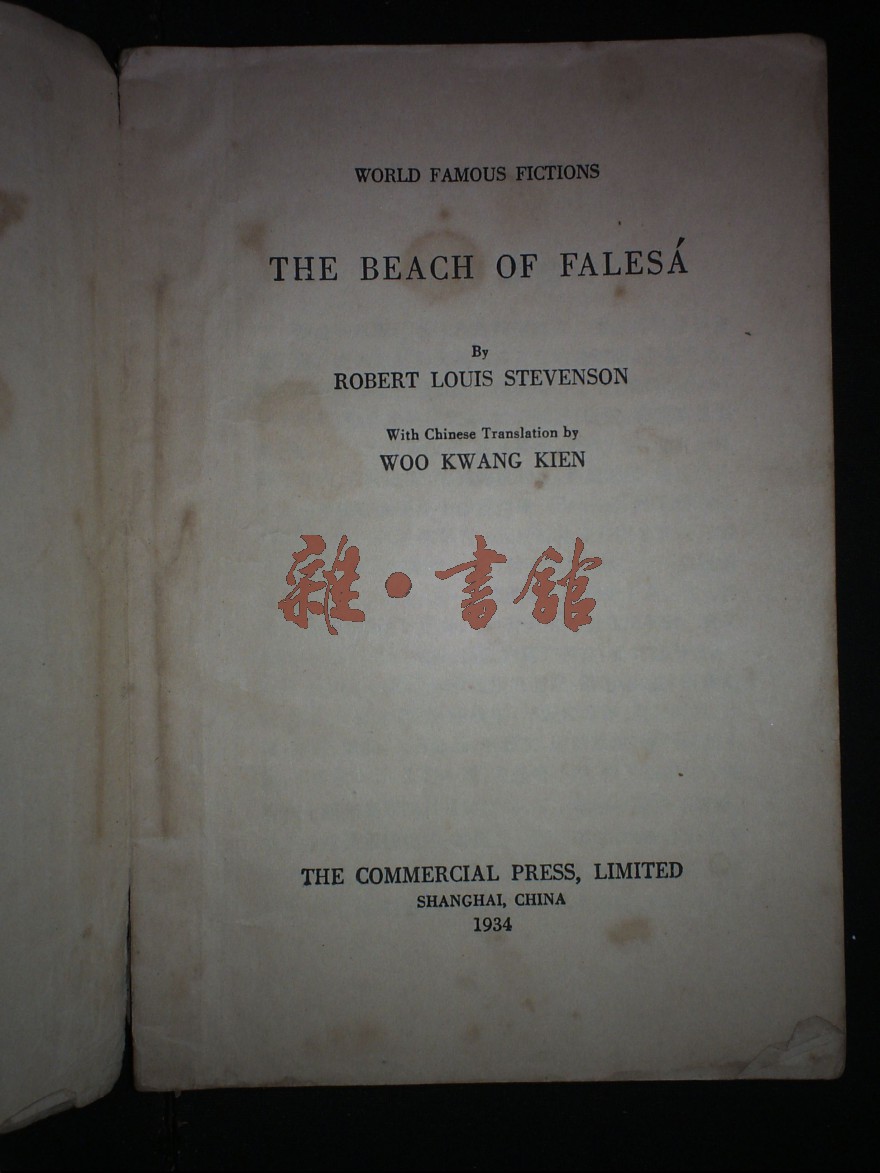 WORLD FAMOUS FICTIONS
THE BEACH OF FALESÁ
By
ROBERT LOUIS STEVENSON
With Chinese Translation by
WOO KWANG KIEN
雜·書館
THE COMMERCIAL PRESS, LIMITED
SHANGHAI, CHINA
1934